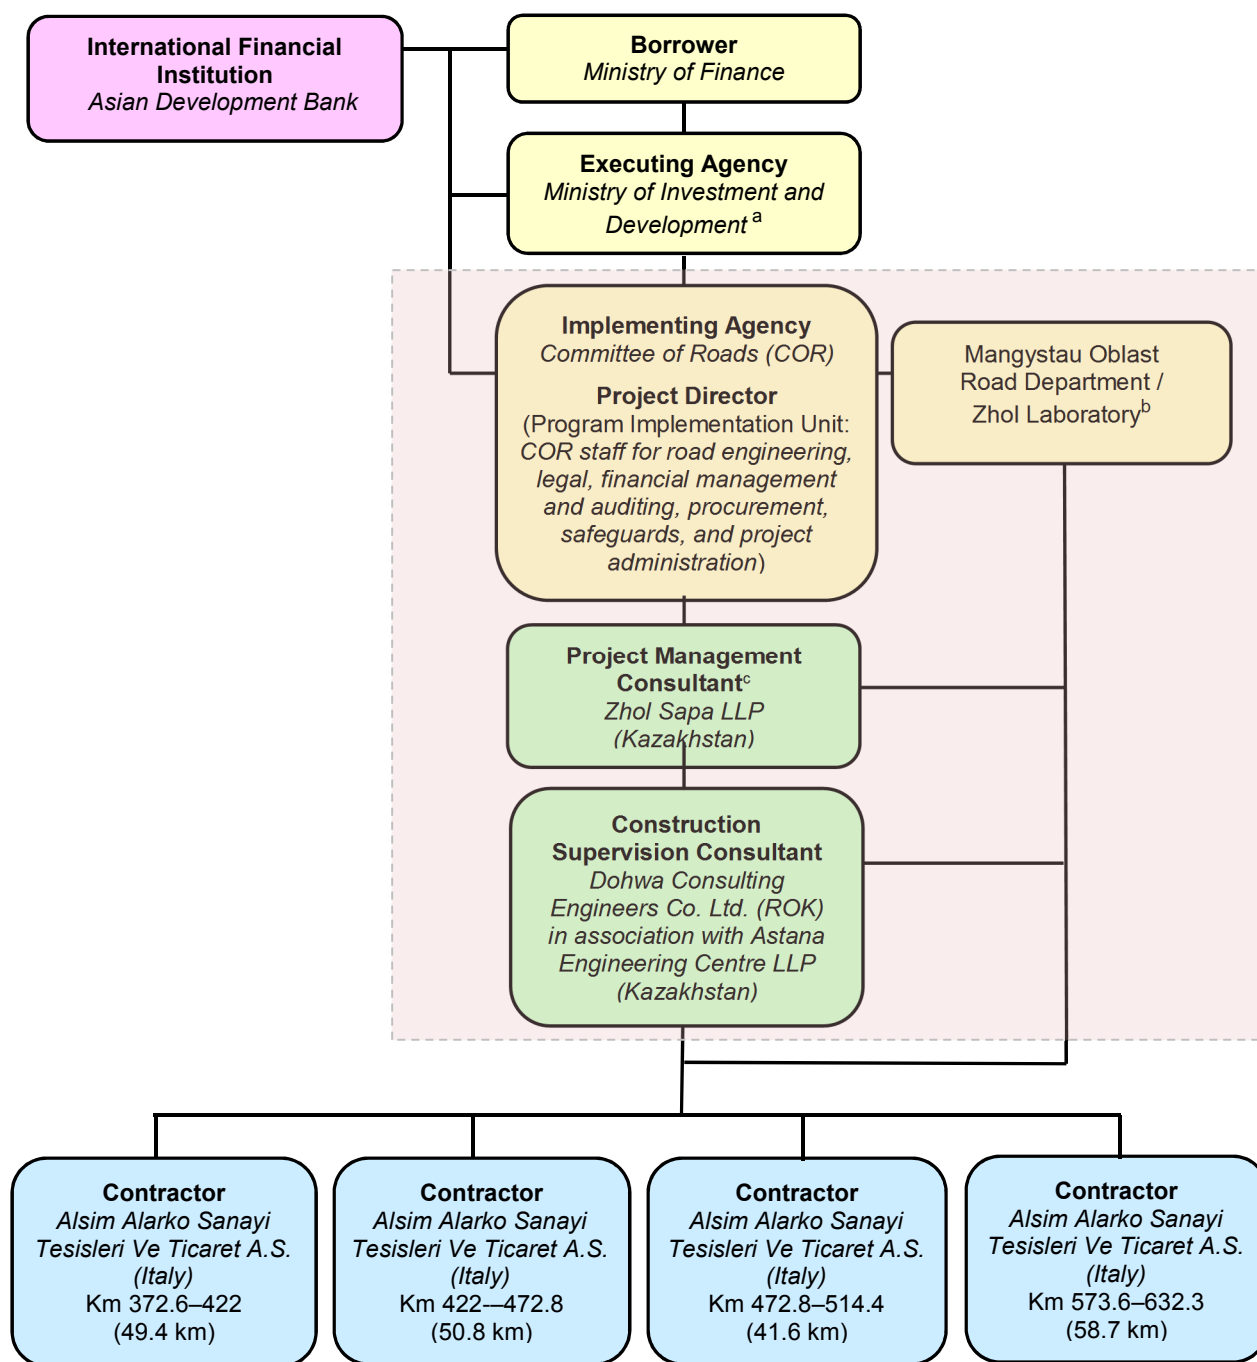 International Financial
Institution
Asian Development Bank
Borrower
Ministry of Finance
Executing Agency
Ministry of Investment and
Development a
Implementing Agency
Committee of Roads (COR)
Project Director
(Program Implementation Unit:
COR staff for road engineering,
legal, financial management
and auditing, procurement,
safeguards, and project
administration)
Mangystau Oblast
Road Department /
Zhol Laboratoryb
Project Management
Consultantc
Zhol Sapa LLP
(Kazakhstan)
Construction
Supervision Consultant
Dohwa Consulting
Engineers Co. Ltd. (ROK)
in association with Astana
Engineering Centre LLP
(Kazakhstan)
Contractor
Alsim Alarko Sanayi
Tesisleri Ve Ticaret A.S.
(Italy)
Km 372.6–422
(49.4 km)
Contractor
Alsim Alarko Sanayi
Tesisleri Ve Ticaret A.S.
(Italy)
Km 422-–472.8
(50.8 km)
Contractor
Alsim Alarko Sanayi
Tesisleri Ve Ticaret A.S.
(Italy)
Km 472.8–514.4
(41.6 km)
Contractor
Alsim Alarko Sanayi
Tesisleri Ve Ticaret A.S.
(Italy)
Km 573.6–632.3
(58.7 km)